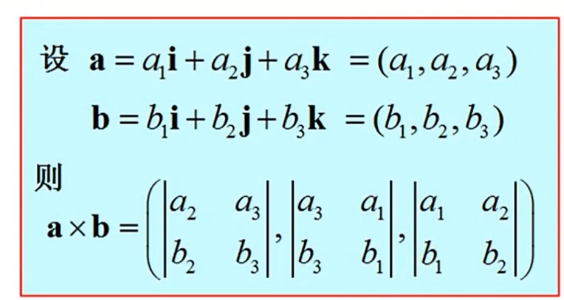 设 a = a₁i + a₂j + a₃k = (a₁, a₂, a₃)
b = b₁i + b₂j + b₃k = (b₁, b₂, b₃)
则
a × b = ( | a₂ a₃ | , | a₃ a₁ | , | a₁ a₂ | )
| b₂ b₃ | | b₃ b₁ | | b₁ b₂ |